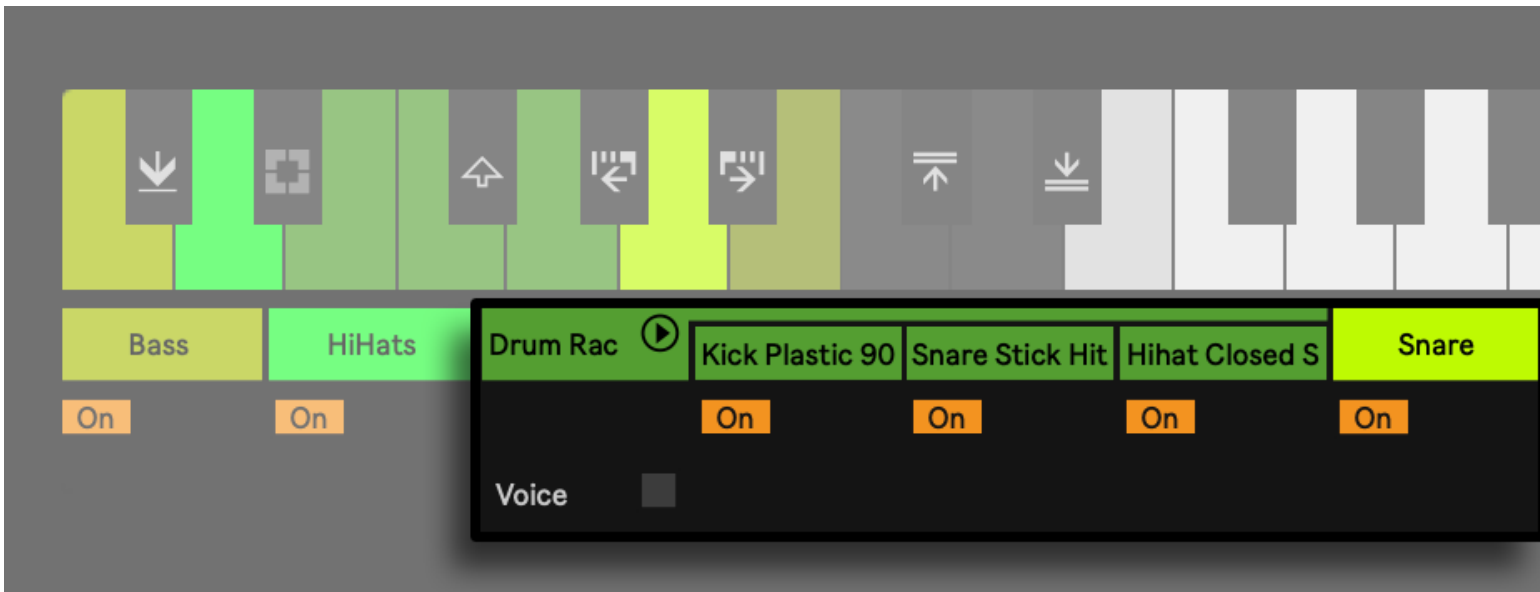 Bass
HiHats
Drum Rac
Kick Plastic 90
Snare Stick Hit
Hihat Closed S
Snare
On
On
On
On
On
On
Voice